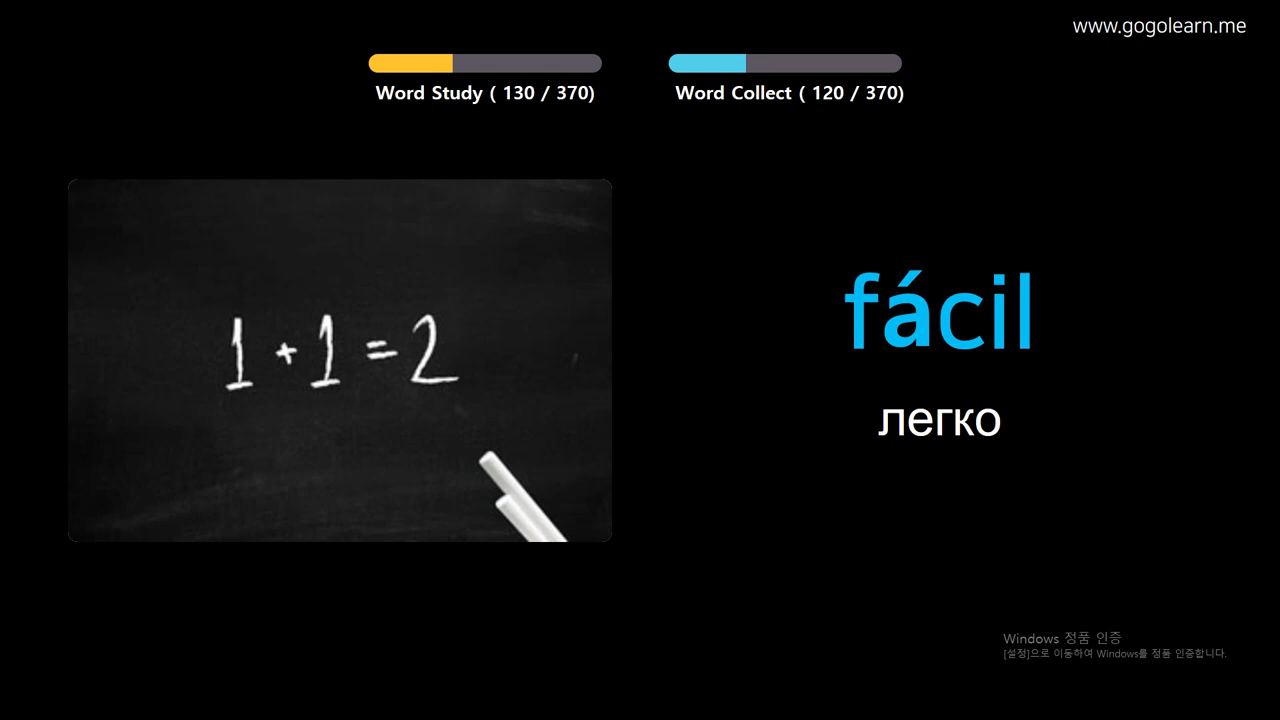 www.gogolearn.me
Word Study ( 130 / 370)
Word Collect ( 120 / 370)
1 + 1 = 2
fácil
легко
Windows 정품 인증
[설정]으로 이동하여 Windows를 정품 인증합니다.